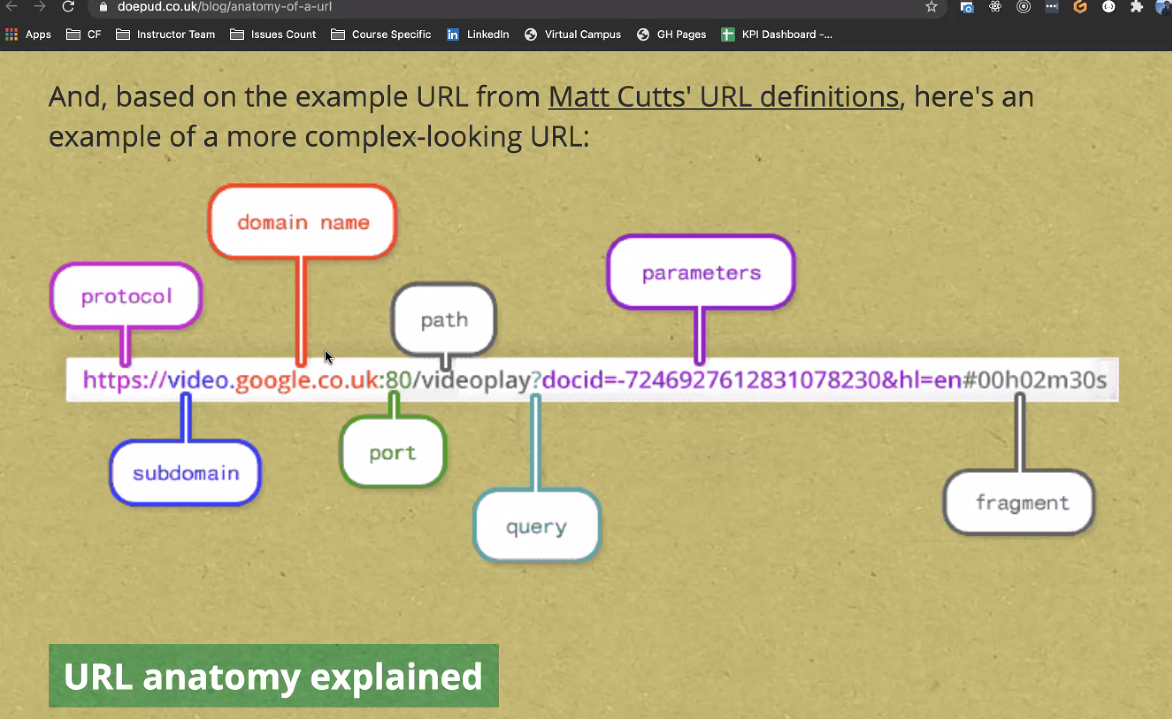 doepud.co.uk/blog/anatomy-of-a-url
Apps CF Instructor Team Issues Count Course Specific LinkedIn Virtual Campus GH Pages KPI Dashboard -...
And, based on the example URL from Matt Cutts' URL definitions, here's an
example of a more complex-looking URL:
domain name
parameters
protocol
path
https://video.google.co.uk:80/videoplay?docid=-7246927612831078230&hl=en#00h02m30s
port
subdomain
fragment
query
URL anatomy explained